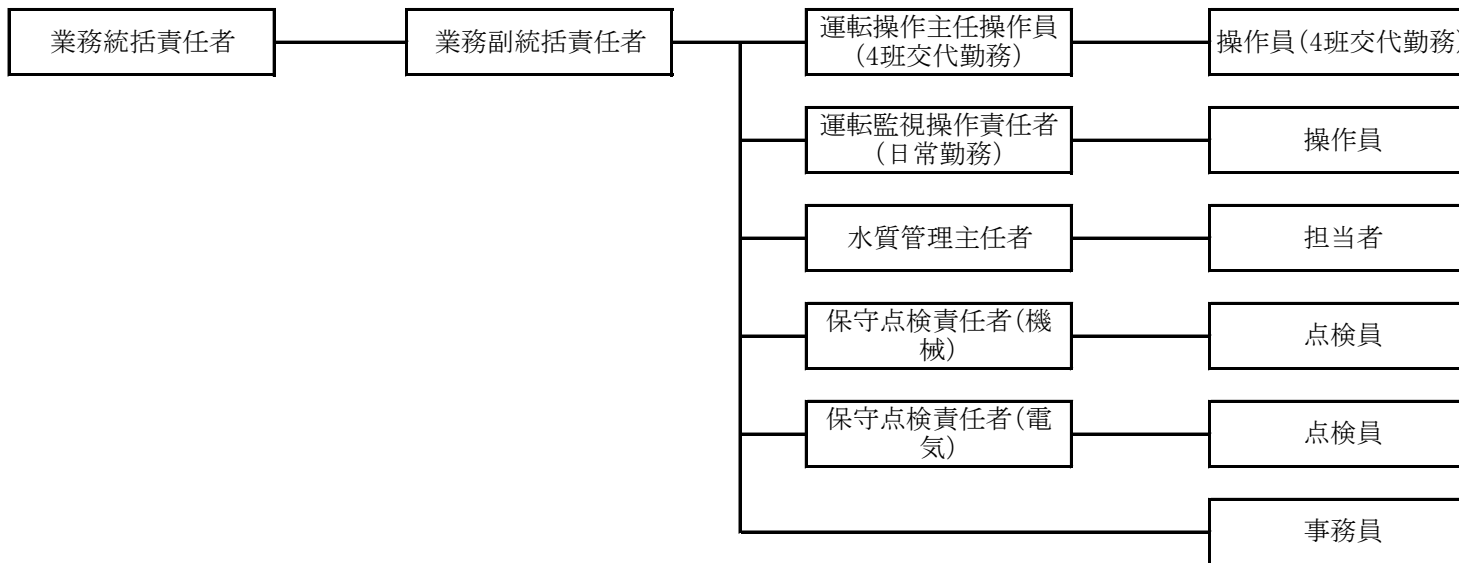 業務統括責任者
業務副統括責任者
運転操作主任操作員
(4班交代勤務)
操作員(4班交代勤務)
運転監視操作責任者
(日常勤務)
操作員
水質管理主任者
担当者
保守点検責任者(機
械)
点検員
保守点検責任者(電
気)
点検員
事務員